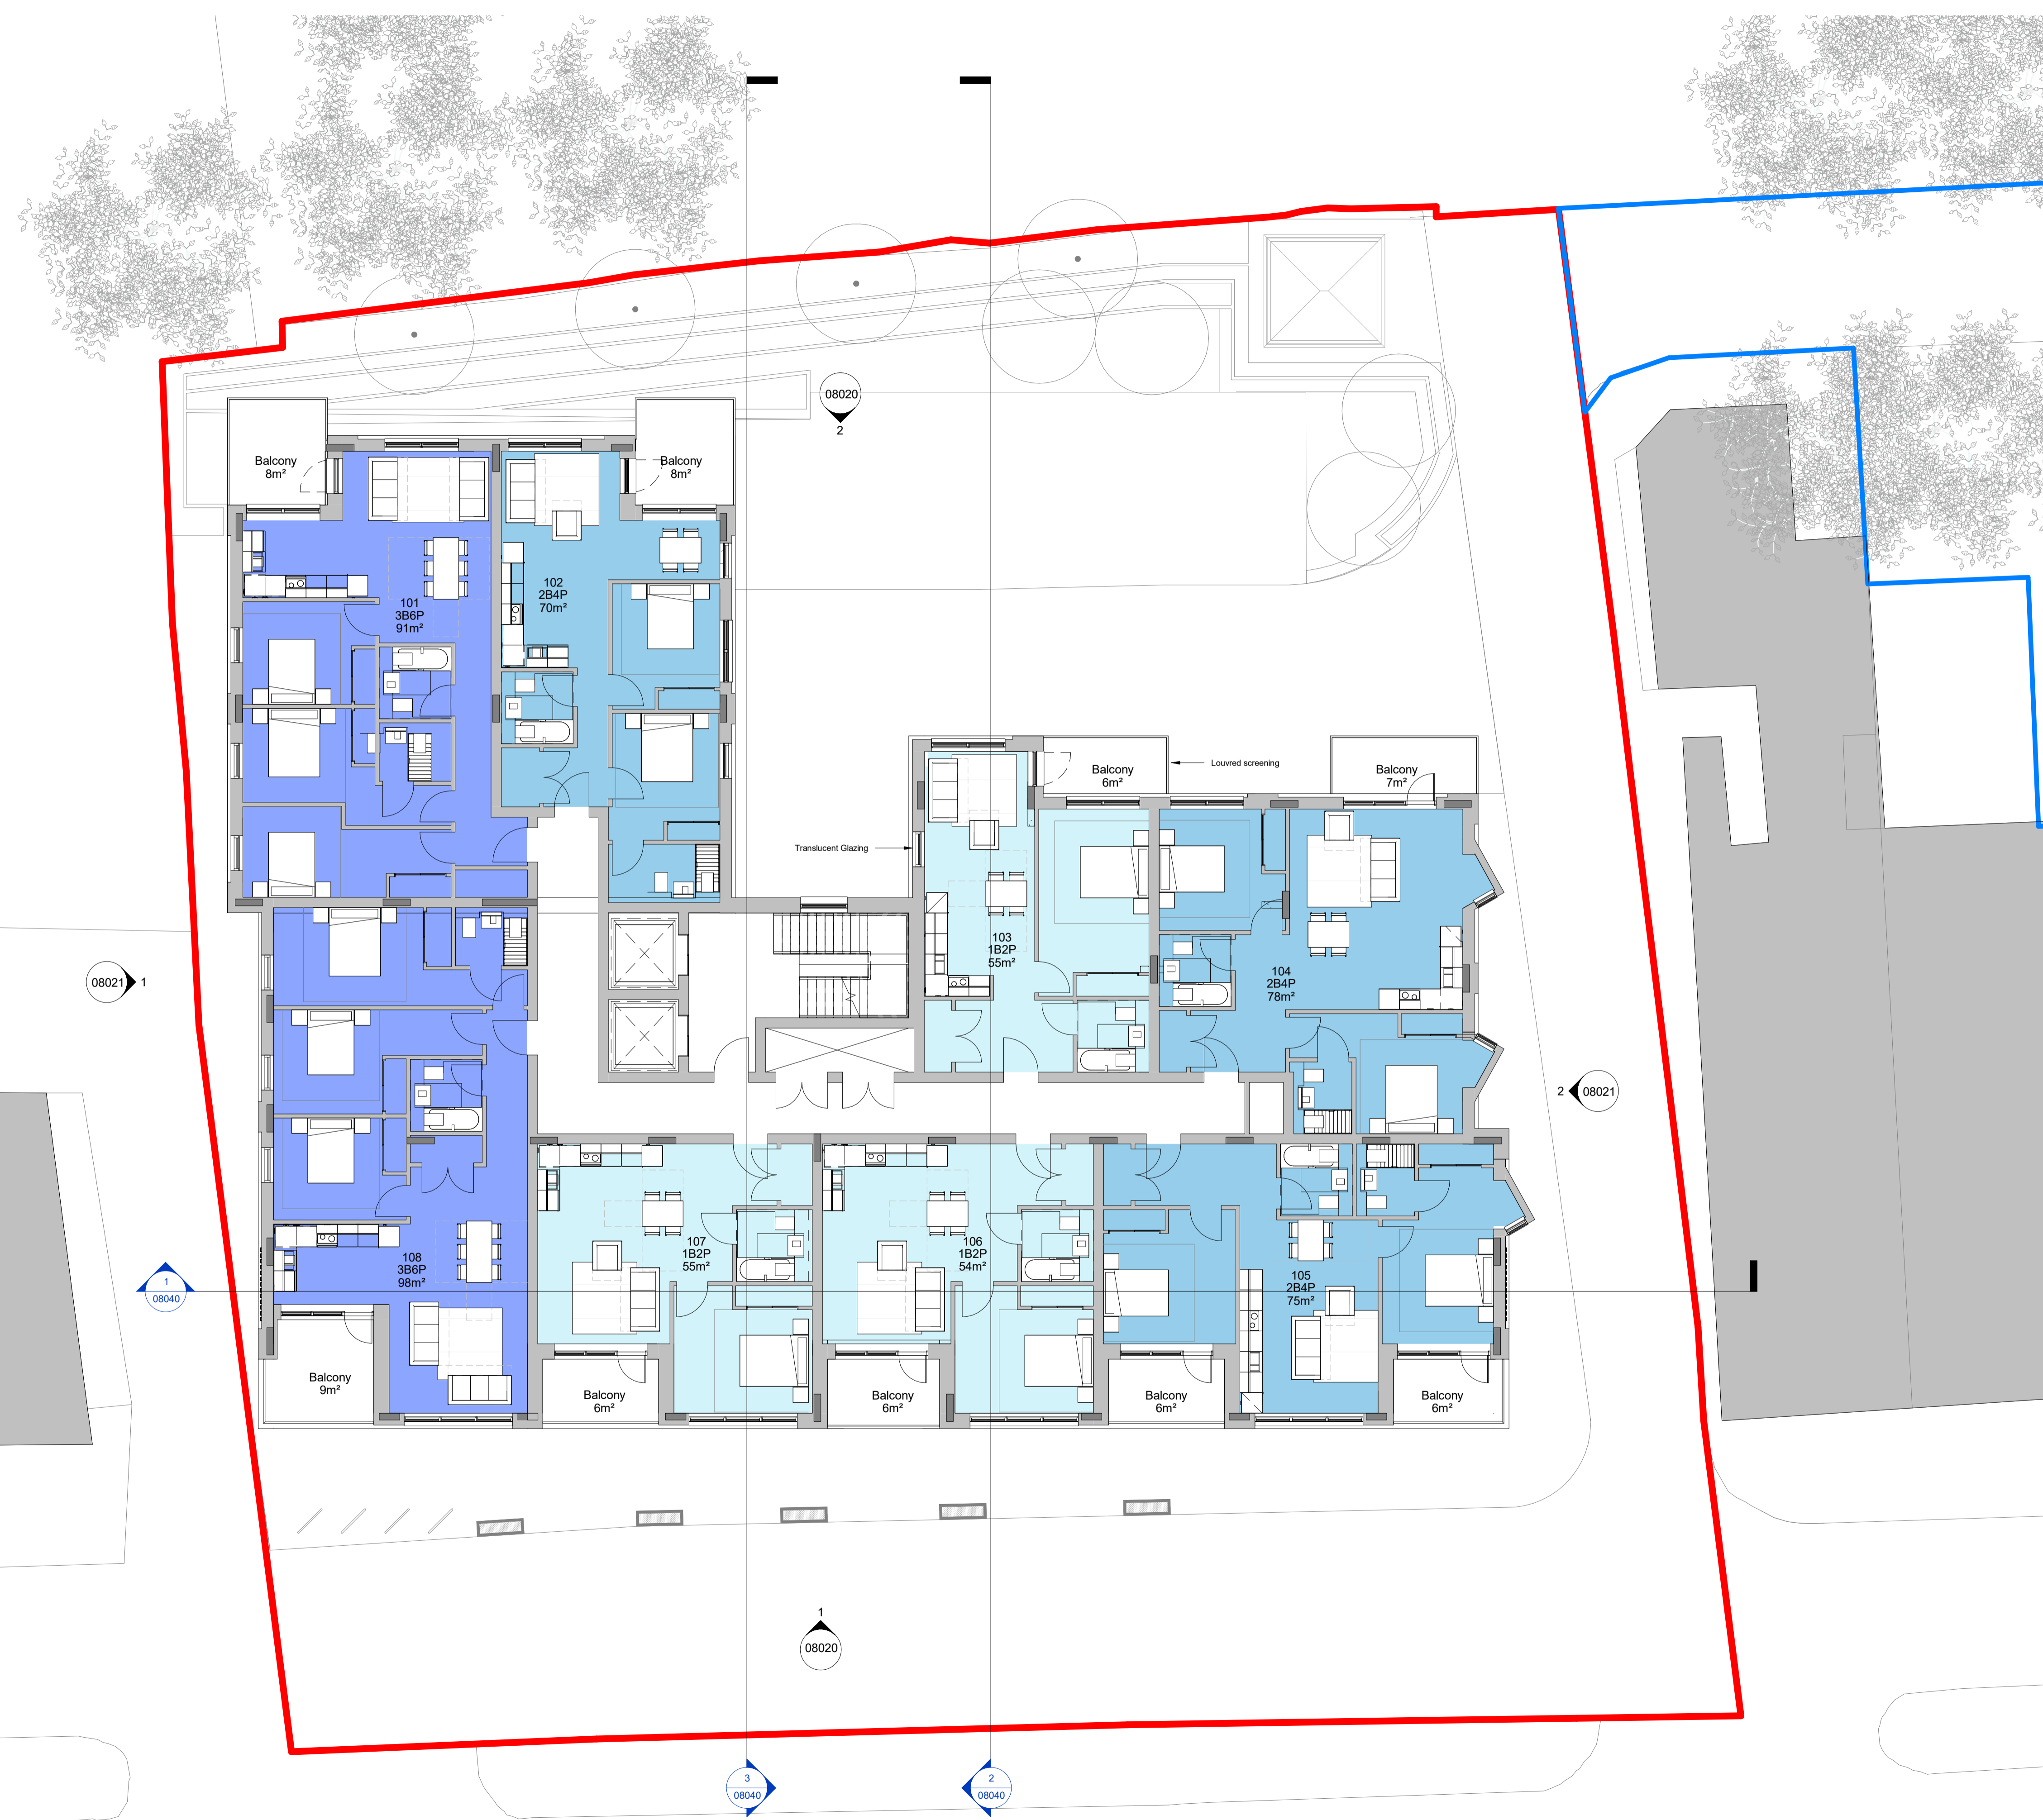 08020
2
Balcony
8m²
Balcony
8m²
102
2B4P
70m²
101
3B6P
91m²
Balcony
6m²
Louvred screening
Balcony
7m²
Translucent Glazing
103
1B2P
55m²
104
2B4P
78m²
08021
1
2
08021
107
1B2P
55m²
106
1B2P
54m²
108
3B6P
98m²
105
2B4P
75m²
1
08040
Balcony
9m²
Balcony
6m²
Balcony
6m²
Balcony
6m²
Balcony
6m²
1
08020
3
08040
2
08040